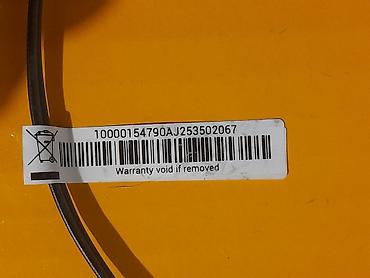 10000154790AJ253502067
Warranty void if removed